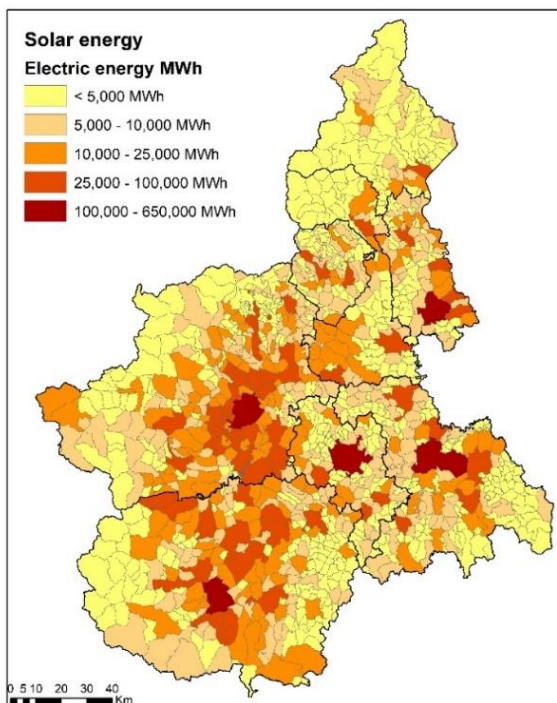 Solar energy
Electric energy MWh
< 5,000 MWh
5,000 - 10,000 MWh
10,000 - 25,000 MWh
25,000 - 100,000 MWh
100,000 - 650,000 MWh
0 5 10 20 30 40
Km